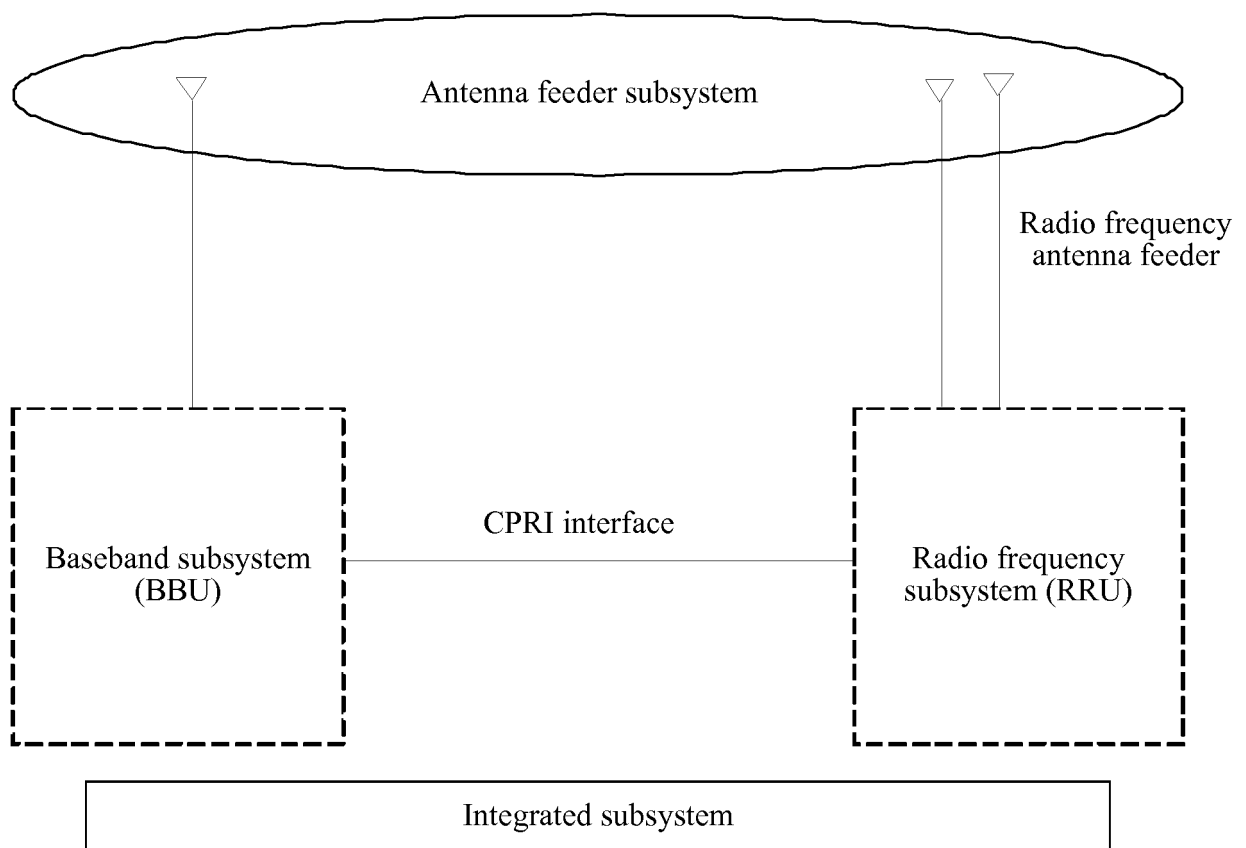 Antenna feeder subsystem
Radio frequency
antenna feeder
CPRI interface
Baseband subsystem
(BBU)
Radio frequency
subsystem (RRU)
Integrated subsystem